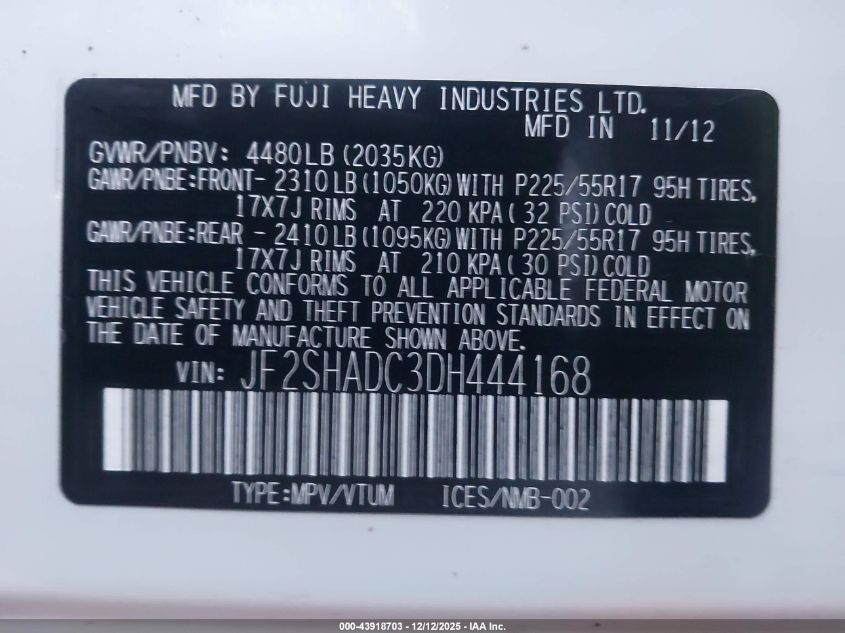 MFD BY FUJI HEAVY INDUSTRIES LTD.
MFD IN 11/12
GVWR/PNBV: 4480LB (2035KG)
GAWR/PNBE:FRONT- 2310LB(1050KG)WITH P225/55R17 95H TIRES,
17X7J RIMS AT 220 KPA( 32 PSI)COLD
GAWR/PNBE:REAR - 2410LB(1095KG)WITH P225/55R17 95H TIRES,
17X7J RIMS AT 210 KPA( 30 PSI)COLD
THIS VEHICLE CONFORMS TO ALL APPLICABLE FEDERAL MOTOR
VEHICLE SAFETY AND THEFT PREVENTION STANDARDS IN EFFECT ON
THE DATE OF MANUFACTURE SHOWN ABOVE.
VIN: JF2SHADC3DH444168
TYPE:MPV/VTUM ICES/NMB-002
000-43918703 - 12/12/2025 - IAA Inc.